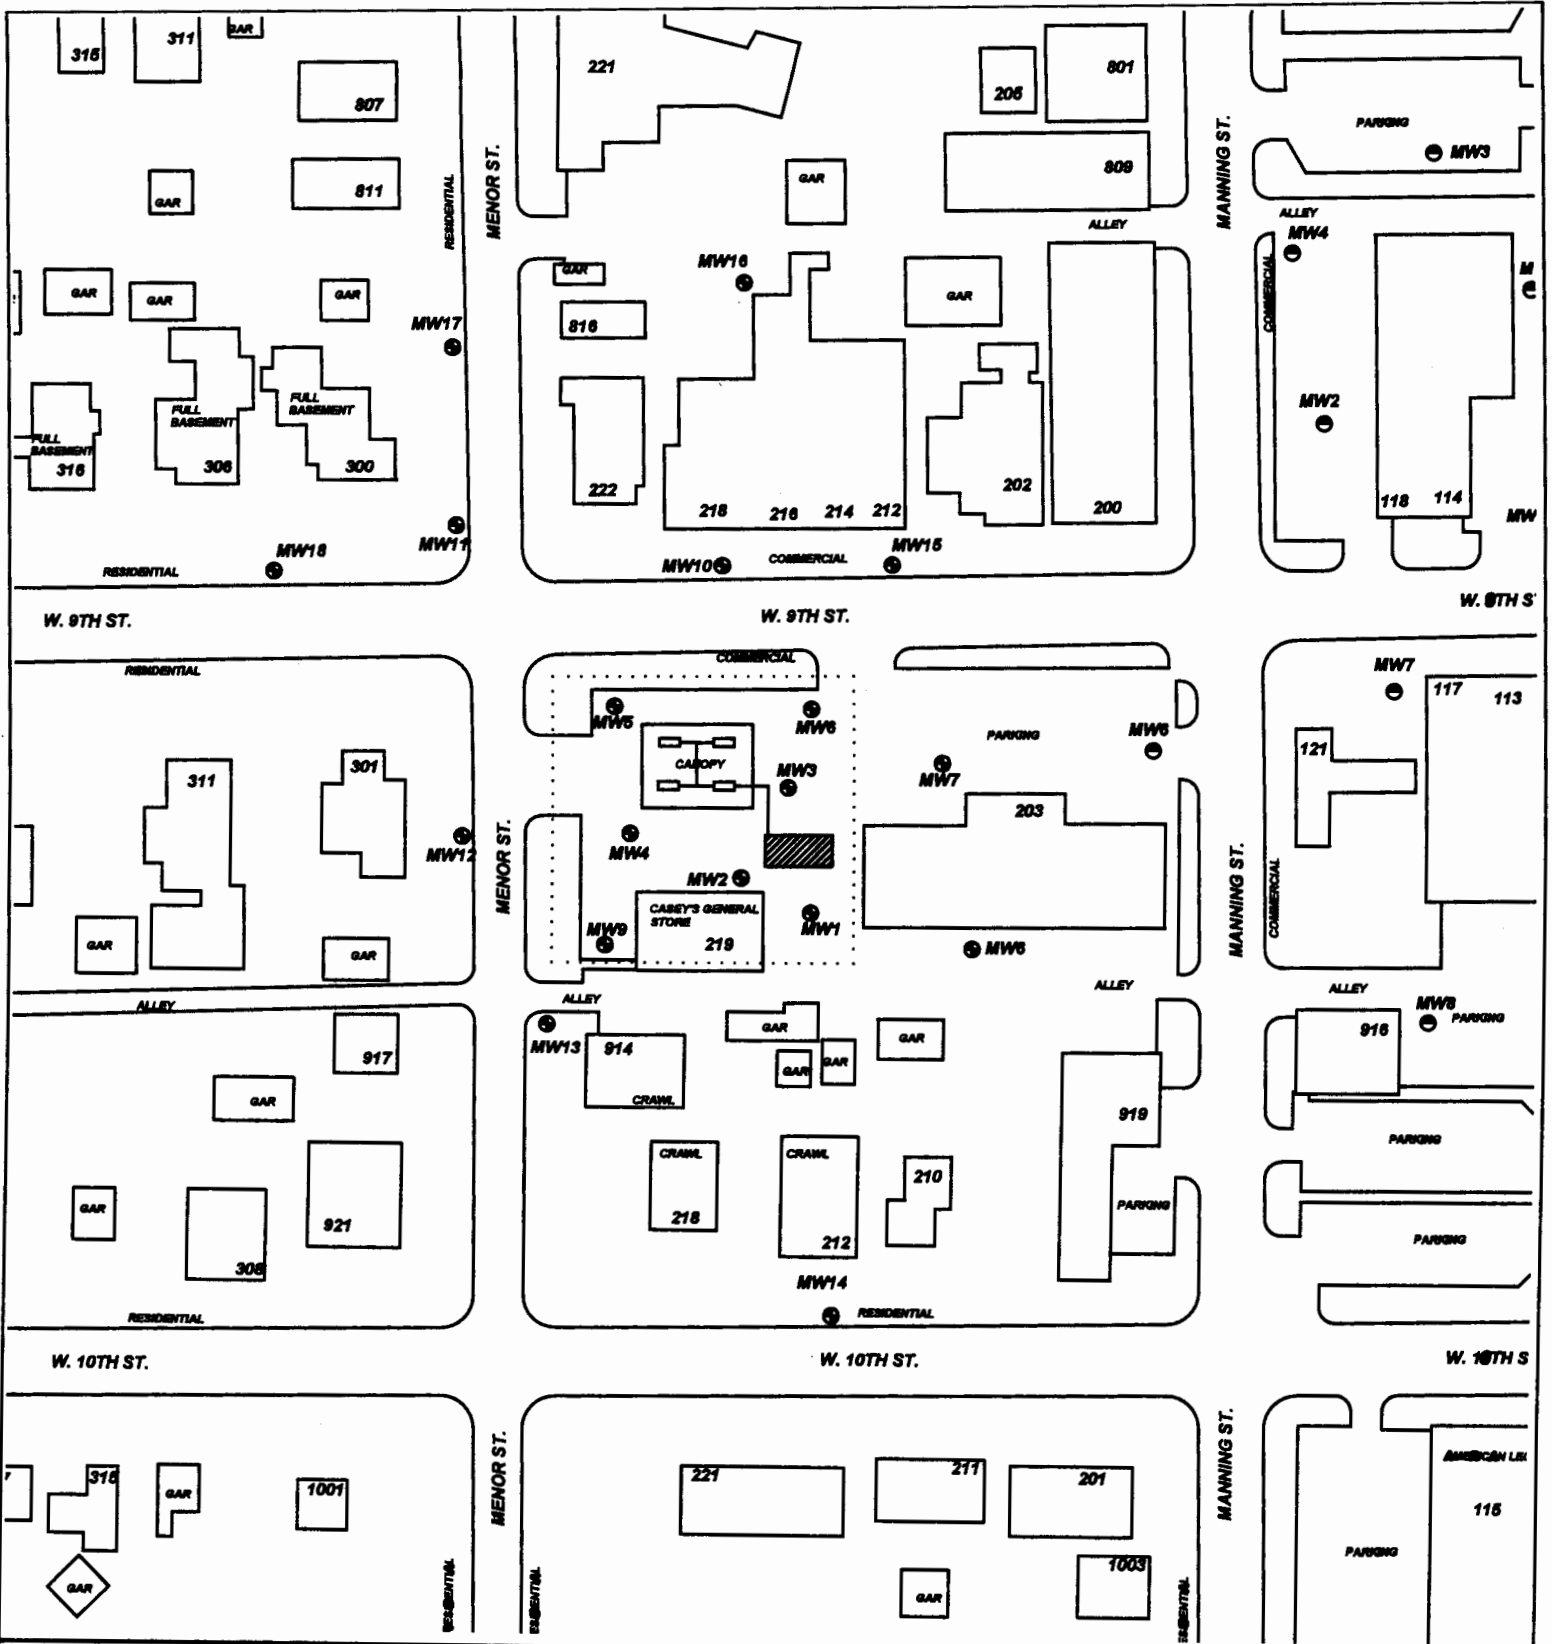 315
311
GAR
807
811
GAR
RESIDENTIAL
MENOR ST.
221
GAR
205
801
809
ALLEY
MANNING ST.
PARKING
MW3
ALLEY
MW4
COMMERCIAL
GAR
GAR
GAR
MW17
FULL
BASEMENT
316
FULL
BASEMENT
306
FULL
BASEMENT
300
GAR
816
MW16
GAR
222
218
216
214
212
202
200
MW2
118
114
MW18
MW11
RESIDENTIAL
MW10
COMMERCIAL
MW15
W. 9TH ST.
W. 9TH ST.
RESIDENTIAL
COMMERCIAL
MW5
MW6
CANOPY
MW3
MW4
MW2
MW1
MW9
CASEY'S GENERAL
STORE
219
PARKING
MW7
MW6
203
MW6
MW7
117
113
121
COMMERCIAL
MANNING ST.
311
301
MW12
MENOR ST.
GAR
GAR
ALLEY
ALLEY
ALLEY
ALLEY
MW13
914
CRAWL
GAR
GAR
GAR
GAR
916
MW8
PARKING
917
GAR
GAR
308
921
CRAWL
218
CRAWL
212
210
919
PARKING
PARKING
PARKING
MW14
RESIDENTIAL
RESIDENTIAL
W. 10TH ST.
W. 10TH ST.
315
GAR
1001
GAR
MENOR ST.
221
211
201
GAR
1003
MANNING ST.
115
PARKING